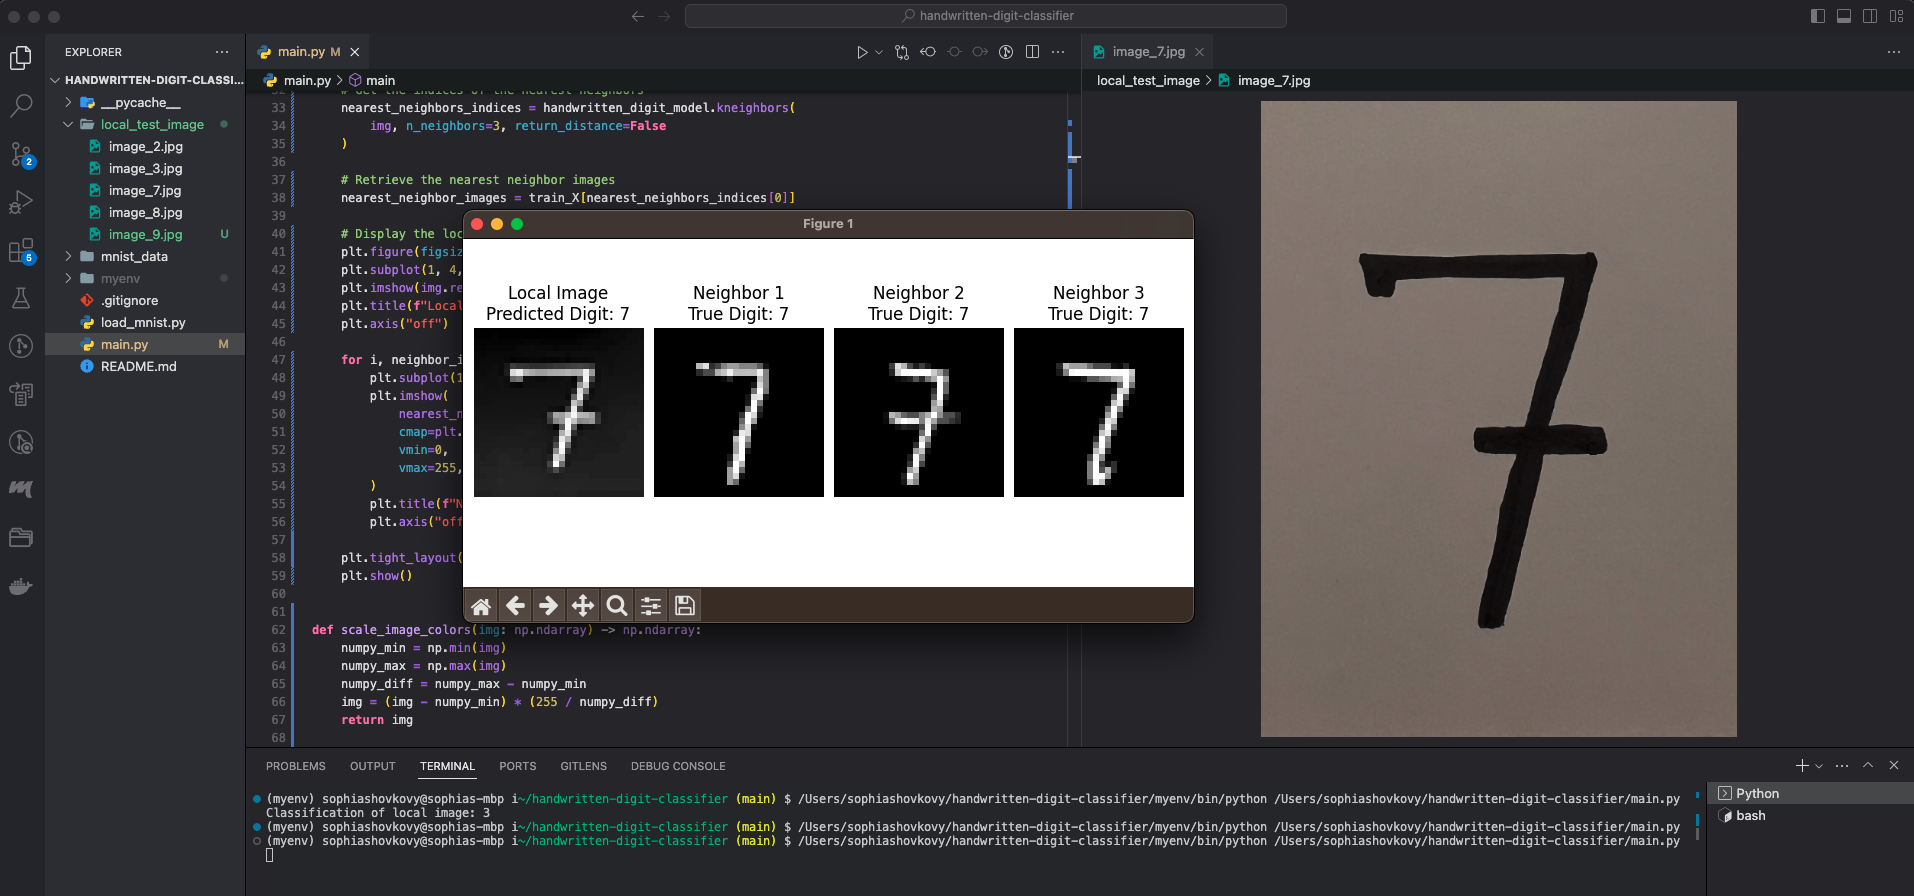 handwritten-digit-classifier
EXPLORER
HANDWRITTEN-DIGIT-CLASSI...
__pycache__
local_test_image
image_2.jpg
image_3.jpg
image_7.jpg
image_8.jpg
image_9.jpg U
mnist_data
myenv
.gitignore
load_mnist.py
main.py M
README.md
2
5
main.py M
main.py > main
33 nearest_neighbors_indices = handwritten_digit_model.kneighbors(
34 img, n_neighbors=3, return_distance=False
35 )
36
37 # Retrieve the nearest neighbor images
38 nearest_neighbor_images = train_X[nearest_neighbors_indices[0]]
39
40 # Display the loc
41 plt.figure(figsiz
42 plt.subplot(1, 4,
43 plt.imshow(img.re
44 plt.title(f"Local
45 plt.axis("off")
46
47 for i, neighbor_i
48 plt.subplot(1
49 plt.imshow(
50 nearest_n
51 cmap=plt.
52 vmin=0,
53 vmax=255,
54 )
55 plt.title(f"N
56 plt.axis("off
57
58 plt.tight_layout(
59 plt.show()
60
61
62 def scale_image_colors(img: np.ndarray) -> np.ndarray:
63 numpy_min = np.min(img)
64 numpy_max = np.max(img)
65 numpy_diff = numpy_max - numpy_min
66 img = (img - numpy_min) * (255 / numpy_diff)
67 return img
68
Figure 1
Local Image
Predicted Digit: 7
Neighbor 1
True Digit: 7
Neighbor 2
True Digit: 7
Neighbor 3
True Digit: 7
7
7
7
7
image_7.jpg
local_test_image > image_7.jpg
7
PROBLEMS OUTPUT TERMINAL PORTS GITLENS DEBUG CONSOLE
(myenv) sophiashovkovy@sophias-mbp i~/handwritten-digit-classifier (main) $ /Users/sophiashovkovy/handwritten-digit-classifier/myenv/bin/python /Users/sophiashovkovy/handwritten-digit-classifier/main.py
Classification of local image: 3
(myenv) sophiashovkovy@sophias-mbp i~/handwritten-digit-classifier (main) $ /Users/sophiashovkovy/handwritten-digit-classifier/myenv/bin/python /Users/sophiashovkovy/handwritten-digit-classifier/main.py
(myenv) sophiashovkovy@sophias-mbp i~/handwritten-digit-classifier (main) $ /Users/sophiashovkovy/handwritten-digit-classifier/myenv/bin/python /Users/sophiashovkovy/handwritten-digit-classifier/main.py
Python
bash